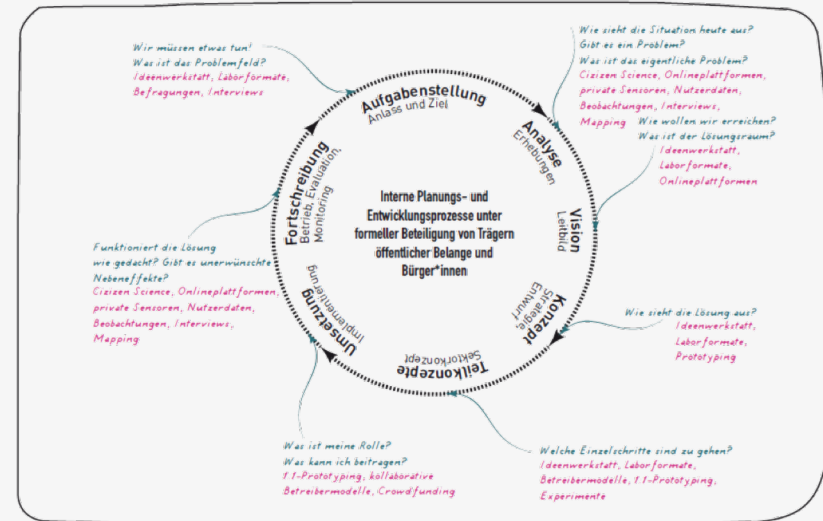 Wir müssen etwas tun!
Was ist das Problemfeld?
Ideenwerkstatt, Laborformate,
Befragungen, Interviews
Wie sieht die Situation heute aus?
Gibt es ein Problem?
Was ist das eigentliche Problem?
Cizizen Science, Onlineplattformen,
private Sensoren, Nutzerdaten,
Beobachtungen, Interviews,
Mapping
Wie wollen wir erreichen?
Was ist der Lösungsraum?
Ideenwerkstatt,
Laborformate,
Onlineplattformen
Aufgabenstellung
Anlass und Ziel
Analyse
Erhebungen
Vision
Leitbild
Konzept
Strategie,
Entwurf
Teilkonzepte
Sektorkonzept
Umsetzung
Implementierung
Fortschreibung
Betrieb, Evaluation,
Monitoring
Interne Planungs- und
Entwicklungsprozesse unter
formeller Beteiligung von Trägern
öffentlicher Belange und
Bürger*innen
Funktioniert die Lösung
wie gedacht? Gibt es unerwünschte
Nebeneffekte?
Cizizen Science, Onlineplattformen,
private Sensoren, Nutzerdaten,
Beobachtungen, Interviews,
Mapping
Wie sieht die Lösung aus?
Ideenwerkstatt,
Laborformate,
Prototyping
Was ist meine Rolle?
Was kann ich beitragen?
1:1-Prototyping, kollaborative
Betreibermodelle, Crowdfunding
Welche Einzelschritte sind zu gehen?
Ideenwerkstatt, Laborformate,
Betreibermodelle, 1:1-Prototyping,
Experimente